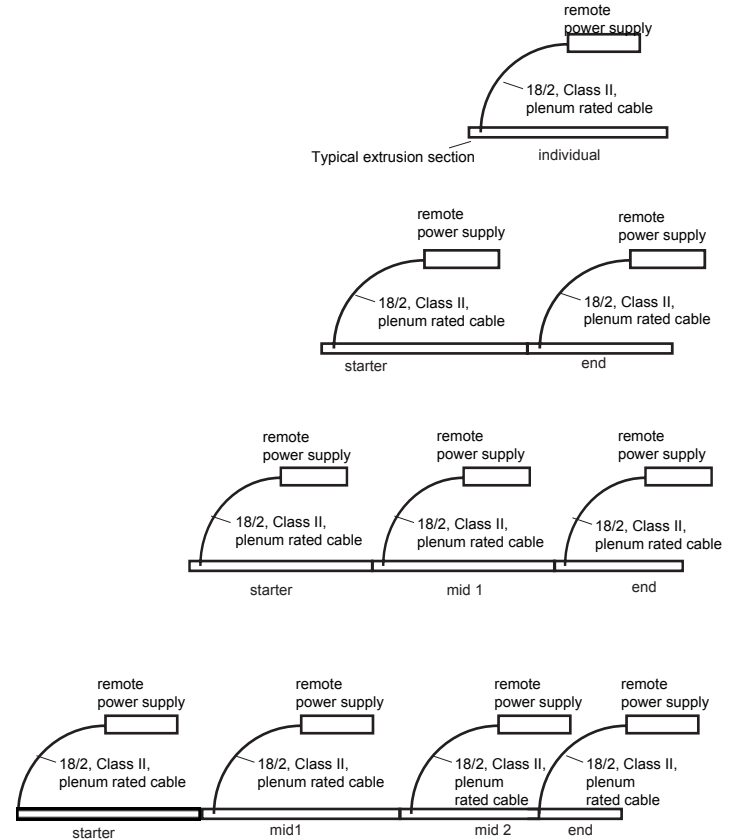 remote
power supply
18/2, Class II,
plenum rated cable
Typical extrusion section
individual
remote
power supply
remote
power supply
18/2, Class II,
plenum rated cable
18/2, Class II,
plenum rated cable
starter
end
remote
power supply
remote
power supply
remote
power supply
18/2, Class II,
plenum rated cable
18/2, Class II,
plenum rated cable
18/2, Class II,
plenum rated cable
starter
mid 1
end
remote
power supply
remote
power supply
remote
power supply
remote
power supply
18/2, Class II,
plenum rated cable
18/2, Class II,
plenum rated cable
18/2, Class II,
plenum
rated cable
18/2, Class II,
plenum
rated cable
starter
mid1
mid 2
end